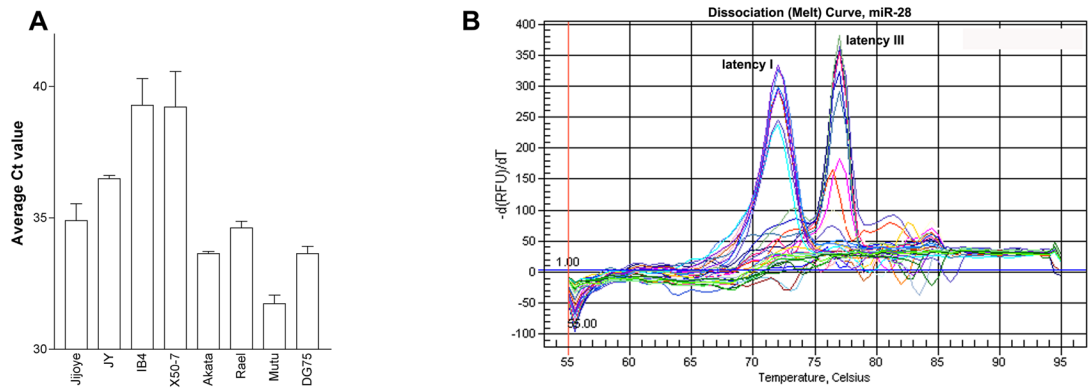 A
Average Ct value
40
35
30
Jijoye
JY
IB4
X50-7
Akata
Rael
Mutu
DG75
B
Dissociation (Melt) Curve, miR-28
latency I
latency III
-d(RFU)/dT
400
350
300
250
200
150
100
50
0
-50
-100
1.00
55.00
55 60 65 70 75 80 85 90 95
Temperature, Celsius